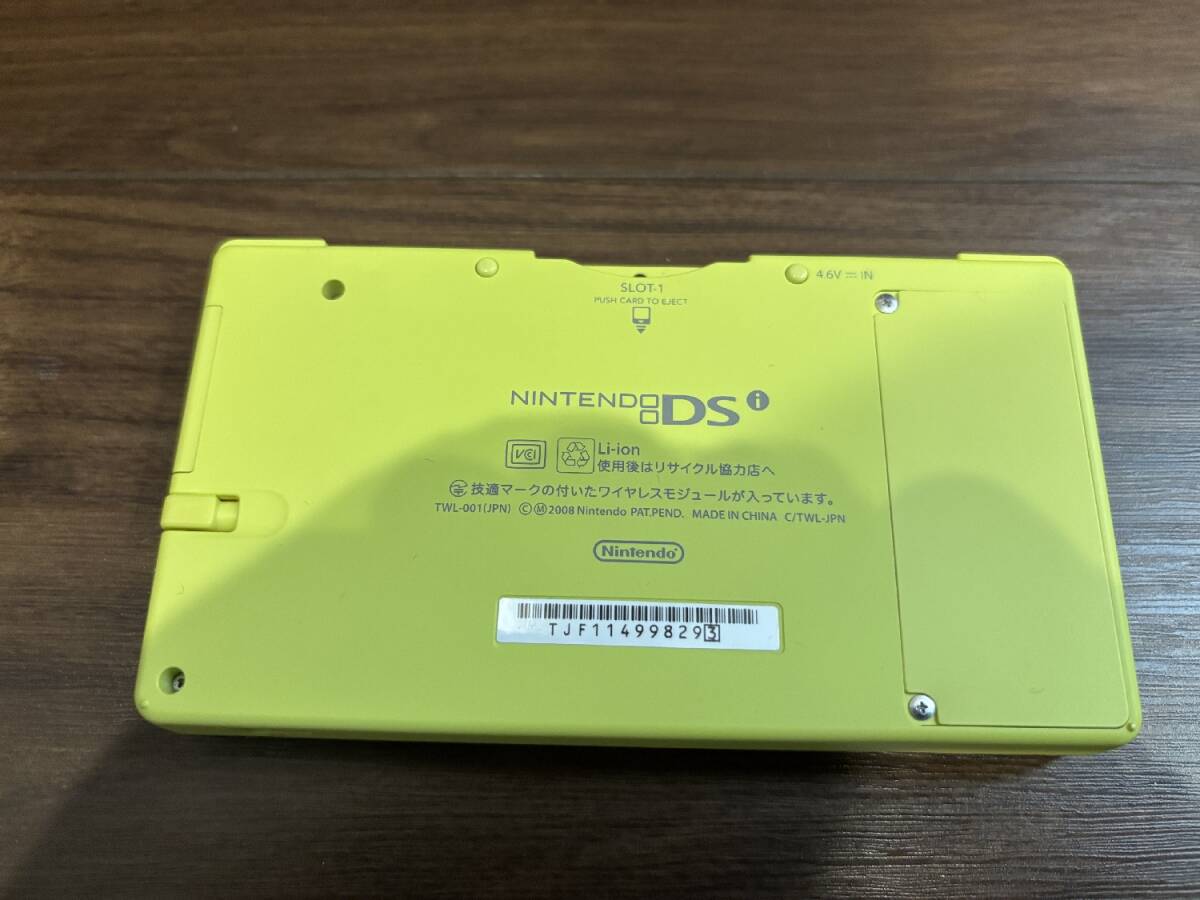 4.6V ⎓ IN
SLOT-1
PUSH CARD TO EJECT
NINTENDO DSi
VCI
Li-ion
使用後はリサイクル協力店へ
技適マークの付いたワイヤレスモジュールが入っています。
TWL-001(JPN) ©Ⓜ2008 Nintendo PAT.PEND. MADE IN CHINA C/TWL-JPN
Nintendo
TJF114998293